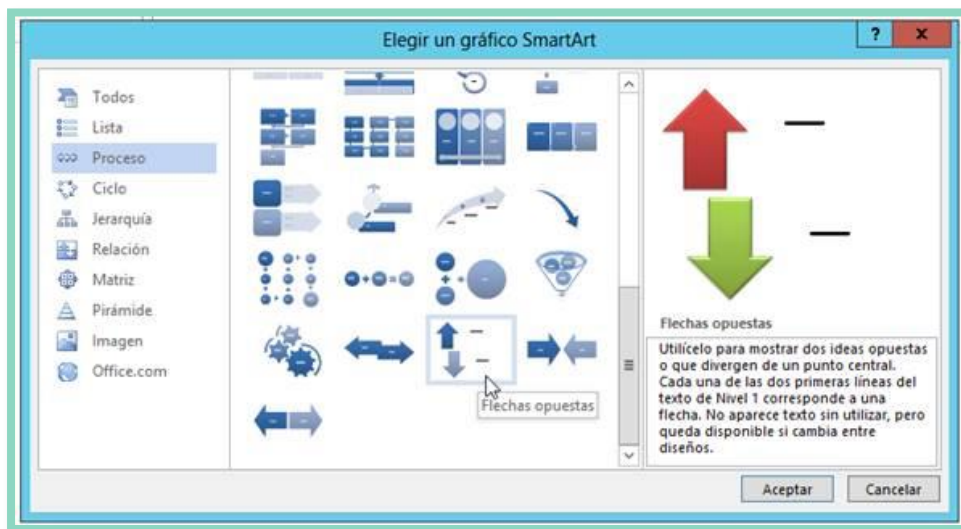 Elegir un gráfico SmartArt
?
X
Todos
Lista
Proceso
Ciclo
Jerarquía
Relación
Matriz
Pirámide
Imagen
Office.com
Flechas opuestas
Flechas opuestas
Utilícelo para mostrar dos ideas opuestas
o que divergen de un punto central.
Cada una de las dos primeras líneas del
texto de Nivel 1 corresponde a una
flecha. No aparece texto sin utilizar, pero
queda disponible si cambia entre
diseños.
Aceptar
Cancelar